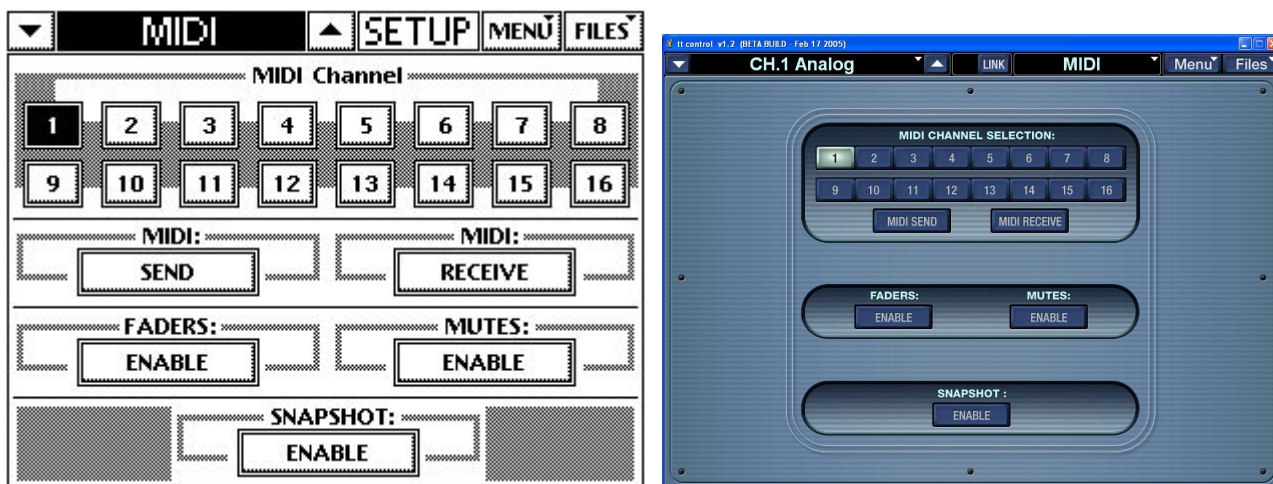 MIDI SETUP MENU FILES
MIDI Channel
1 2 3 4 5 6 7 8
9 10 11 12 13 14 15 16
MIDI: MIDI:
SEND RECEIVE
FADERS: MUTES:
ENABLE ENABLE
SNAPSHOT:
ENABLE
tt control v1.2 (BETA BUILD - Feb 17 2005)
CH.1 Analog LINK MIDI Menu Files
MIDI CHANNEL SELECTION:
1 2 3 4 5 6 7 8
9 10 11 12 13 14 15 16
MIDI SEND MIDI RECEIVE
FADERS: MUTES:
ENABLE ENABLE
SNAPSHOT :
ENABLE